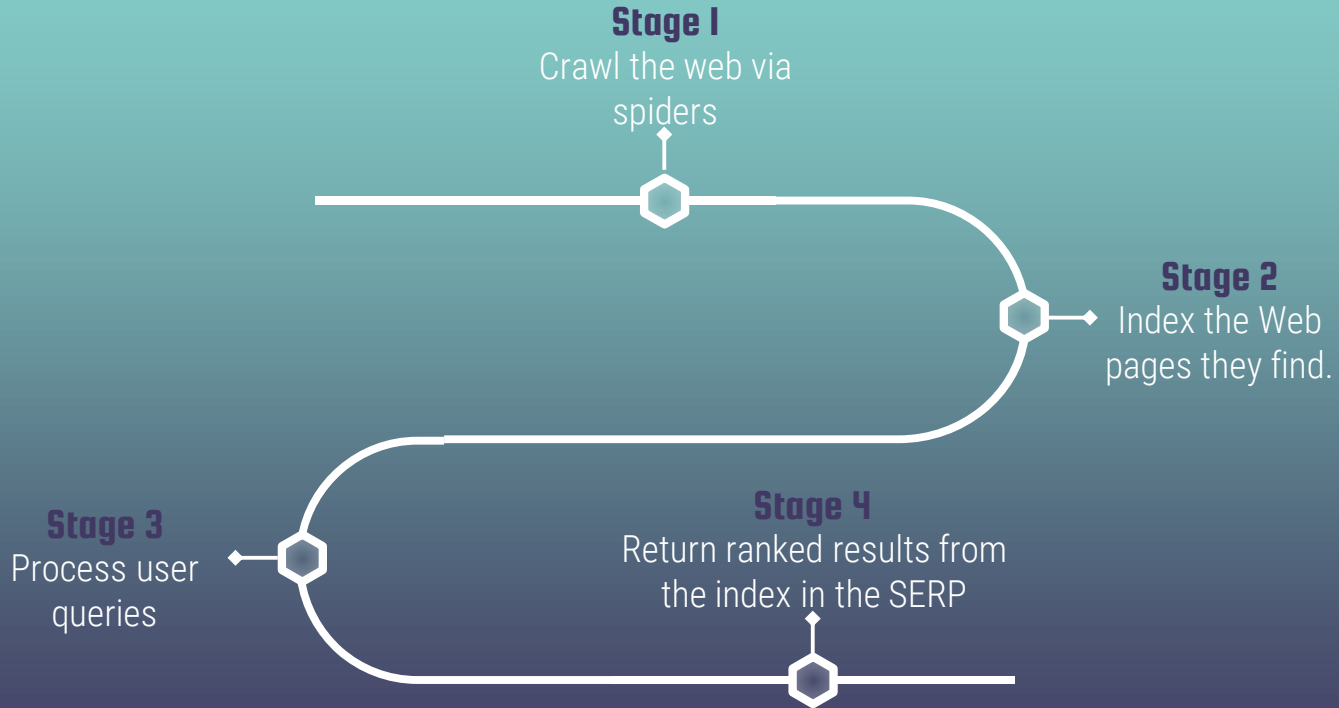 Stage 1
Crawl the web via
spiders
Stage 2
Index the Web
pages they find.
Stage 3
Process user
queries
Stage 4
Return ranked results from
the index in the SERP